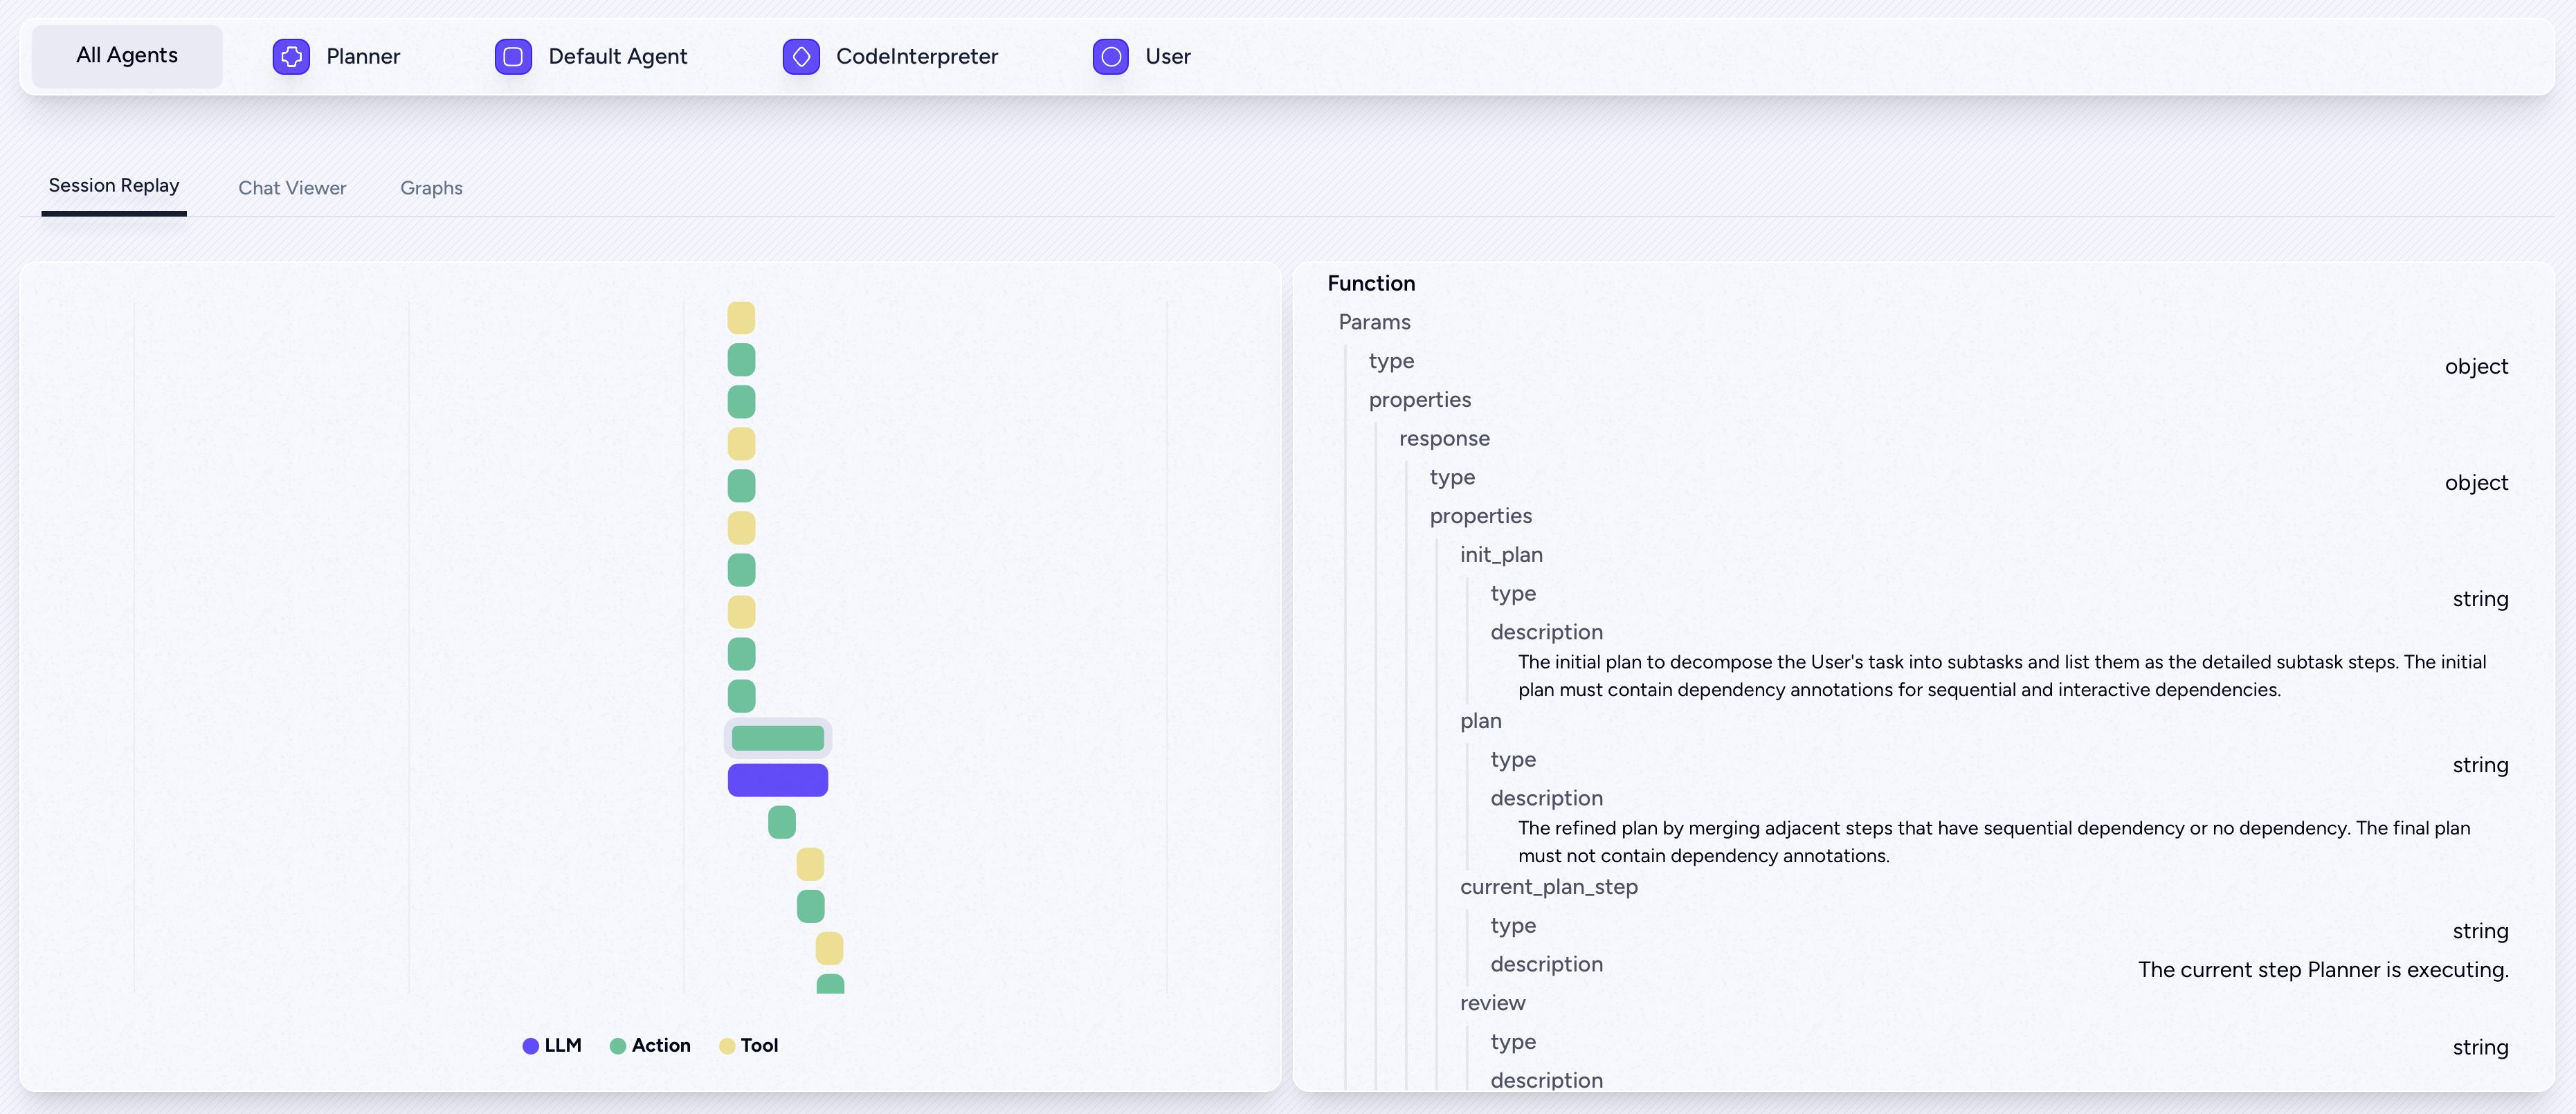 All Agents
Planner
Default Agent
CodeInterpreter
User
Session Replay
Chat Viewer
Graphs
LLM
Action
Tool
Function
Params
type
object
properties
response
type
object
properties
init_plan
type
string
description
The initial plan to decompose the User's task into subtasks and list them as the detailed subtask steps. The initial
plan must contain dependency annotations for sequential and interactive dependencies.
plan
type
string
description
The refined plan by merging adjacent steps that have sequential dependency or no dependency. The final plan
must not contain dependency annotations.
current_plan_step
type
string
description
The current step Planner is executing.
review
type
string
description